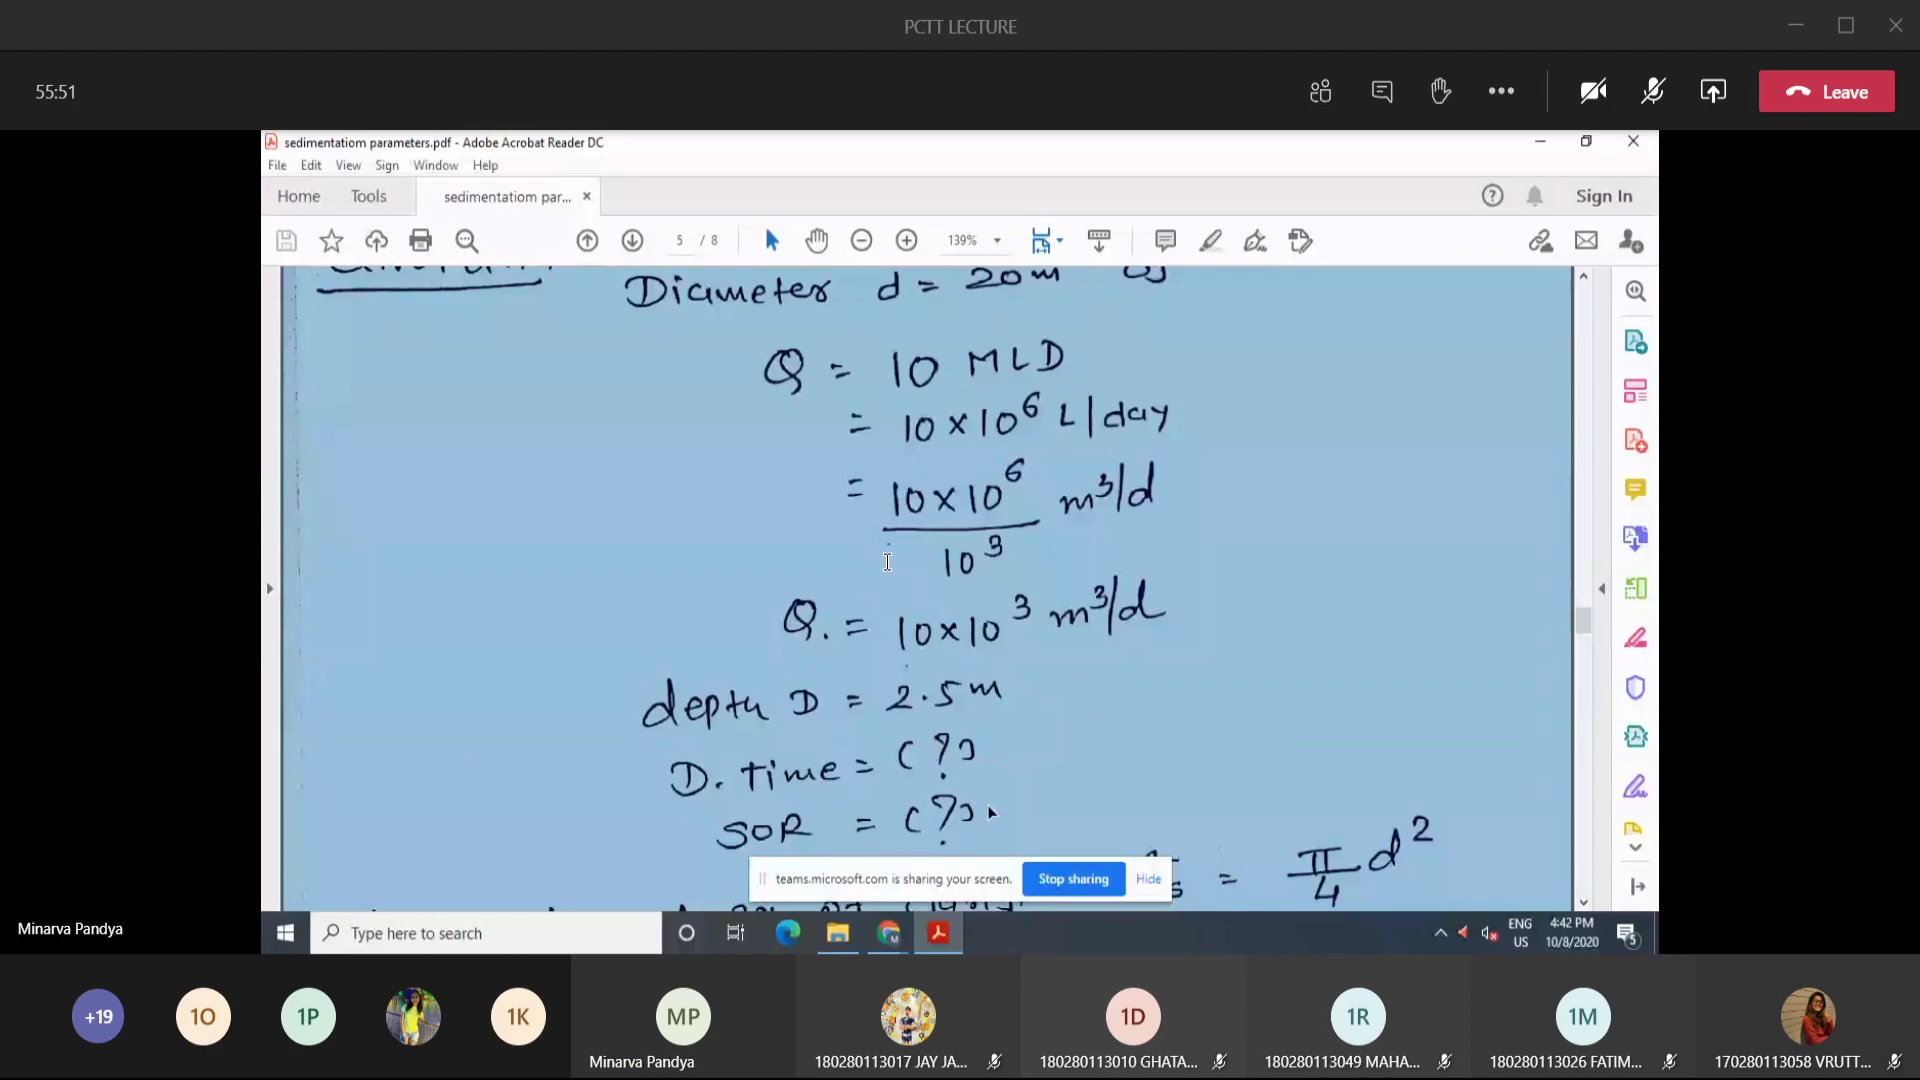 PCTT LECTURE
55:51
Leave
sedimentatiom parameters.pdf - Adobe Acrobat Reader DC
File Edit View Sign Window Help
Home Tools sedimentatiom par... ×
Sign In
5 / 8
139%
Diameter d = 20m
Q = 10 MLD
= 10×10⁶ L/day
= 10×10⁶ m³/d
10³
Q. = 10×10³ m³/d
depth D = 2.5m
D. Time = (?)
SOR = (?)
= π/4 d²
teams.microsoft.com is sharing your screen. Stop sharing Hide
Minarva Pandya
Type here to search
ENG
US
4:42 PM
10/8/2020
5
+19
1O
1P
1K
MP
1D
1R
1M
Minarva Pandya
180280113017 JAY JA...
180280113010 GHATA...
180280113049 MAHA...
180280113026 FATIM...
170280113058 VRUTT...